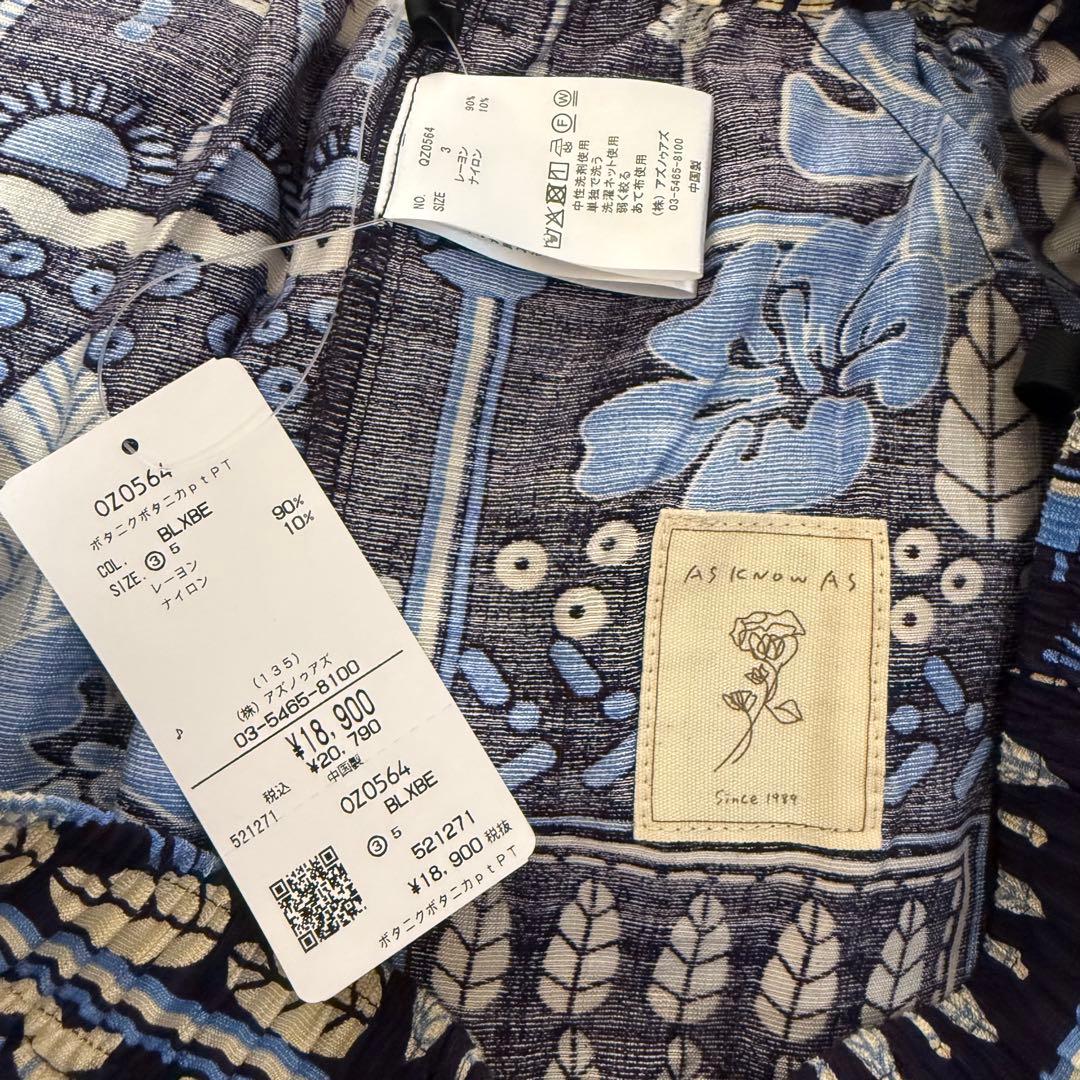 NO. QZ0564
SIZE 3
レーヨン 90%
ナイロン 10%
中性洗剤使用
単独で洗う
洗濯ネット使用
弱く絞る
あて布使用
(株)アズノゥアズ
03-5465-8100
中国製
OZ0564
ボタニクボタニカptPT
COL. BLXBE
SIZE. ③ 5
レーヨン 90%
ナイロン 10%
(135)
(株)アズノゥアズ
03-5465-8100
¥18,900
税込 ¥20,790
中国製
521271
OZ0564
BLXBE
③ 5
521271
¥18,900 税抜
ボタニクボタニカptPT
AS KNOW AS
Since 1989